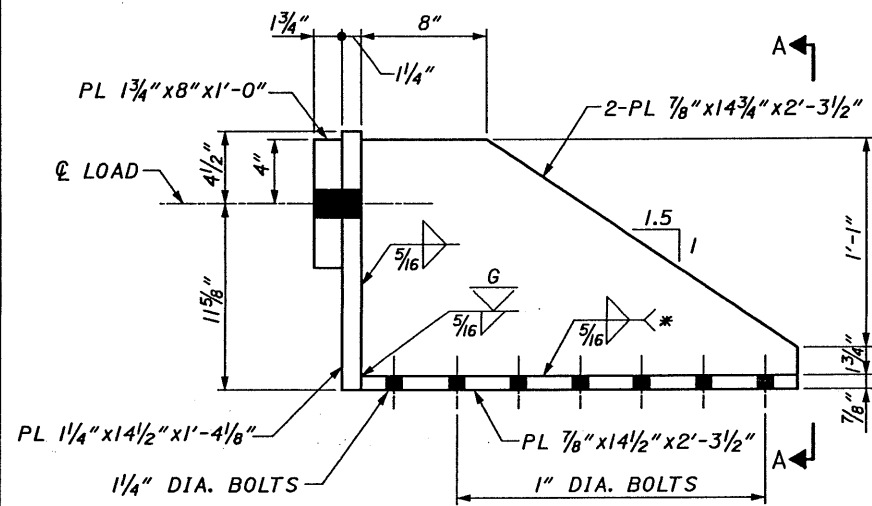 1¾" 8" A
1¼"
PL 1¾"x8"x1'-0" 2-PL ⅞"x14¾"x2'-3½"
4½" 4"
℄ LOAD
1.5
1
1'-1"
5/16
G
11⅝"
5/16 5/16 *
1¾"
⅞"
PL 1¼"x14½"x1'-4⅛" PL ⅞"x14½"x2'-3½" A
1¼" DIA. BOLTS 1" DIA. BOLTS